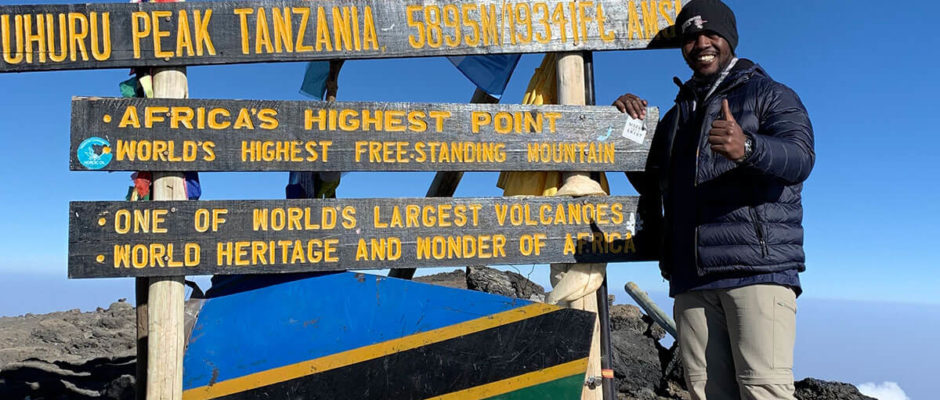 UHURU PEAK TANZANIA 5895M/19341Ft. AMSL
• AFRICA'S HIGHEST POINT
• WORLD'S HIGHEST FREE-STANDING MOUNTAIN
• ONE OF WORLD'S LARGEST VOLCANOES
• WORLD HERITAGE AND WONDER OF AFRICA